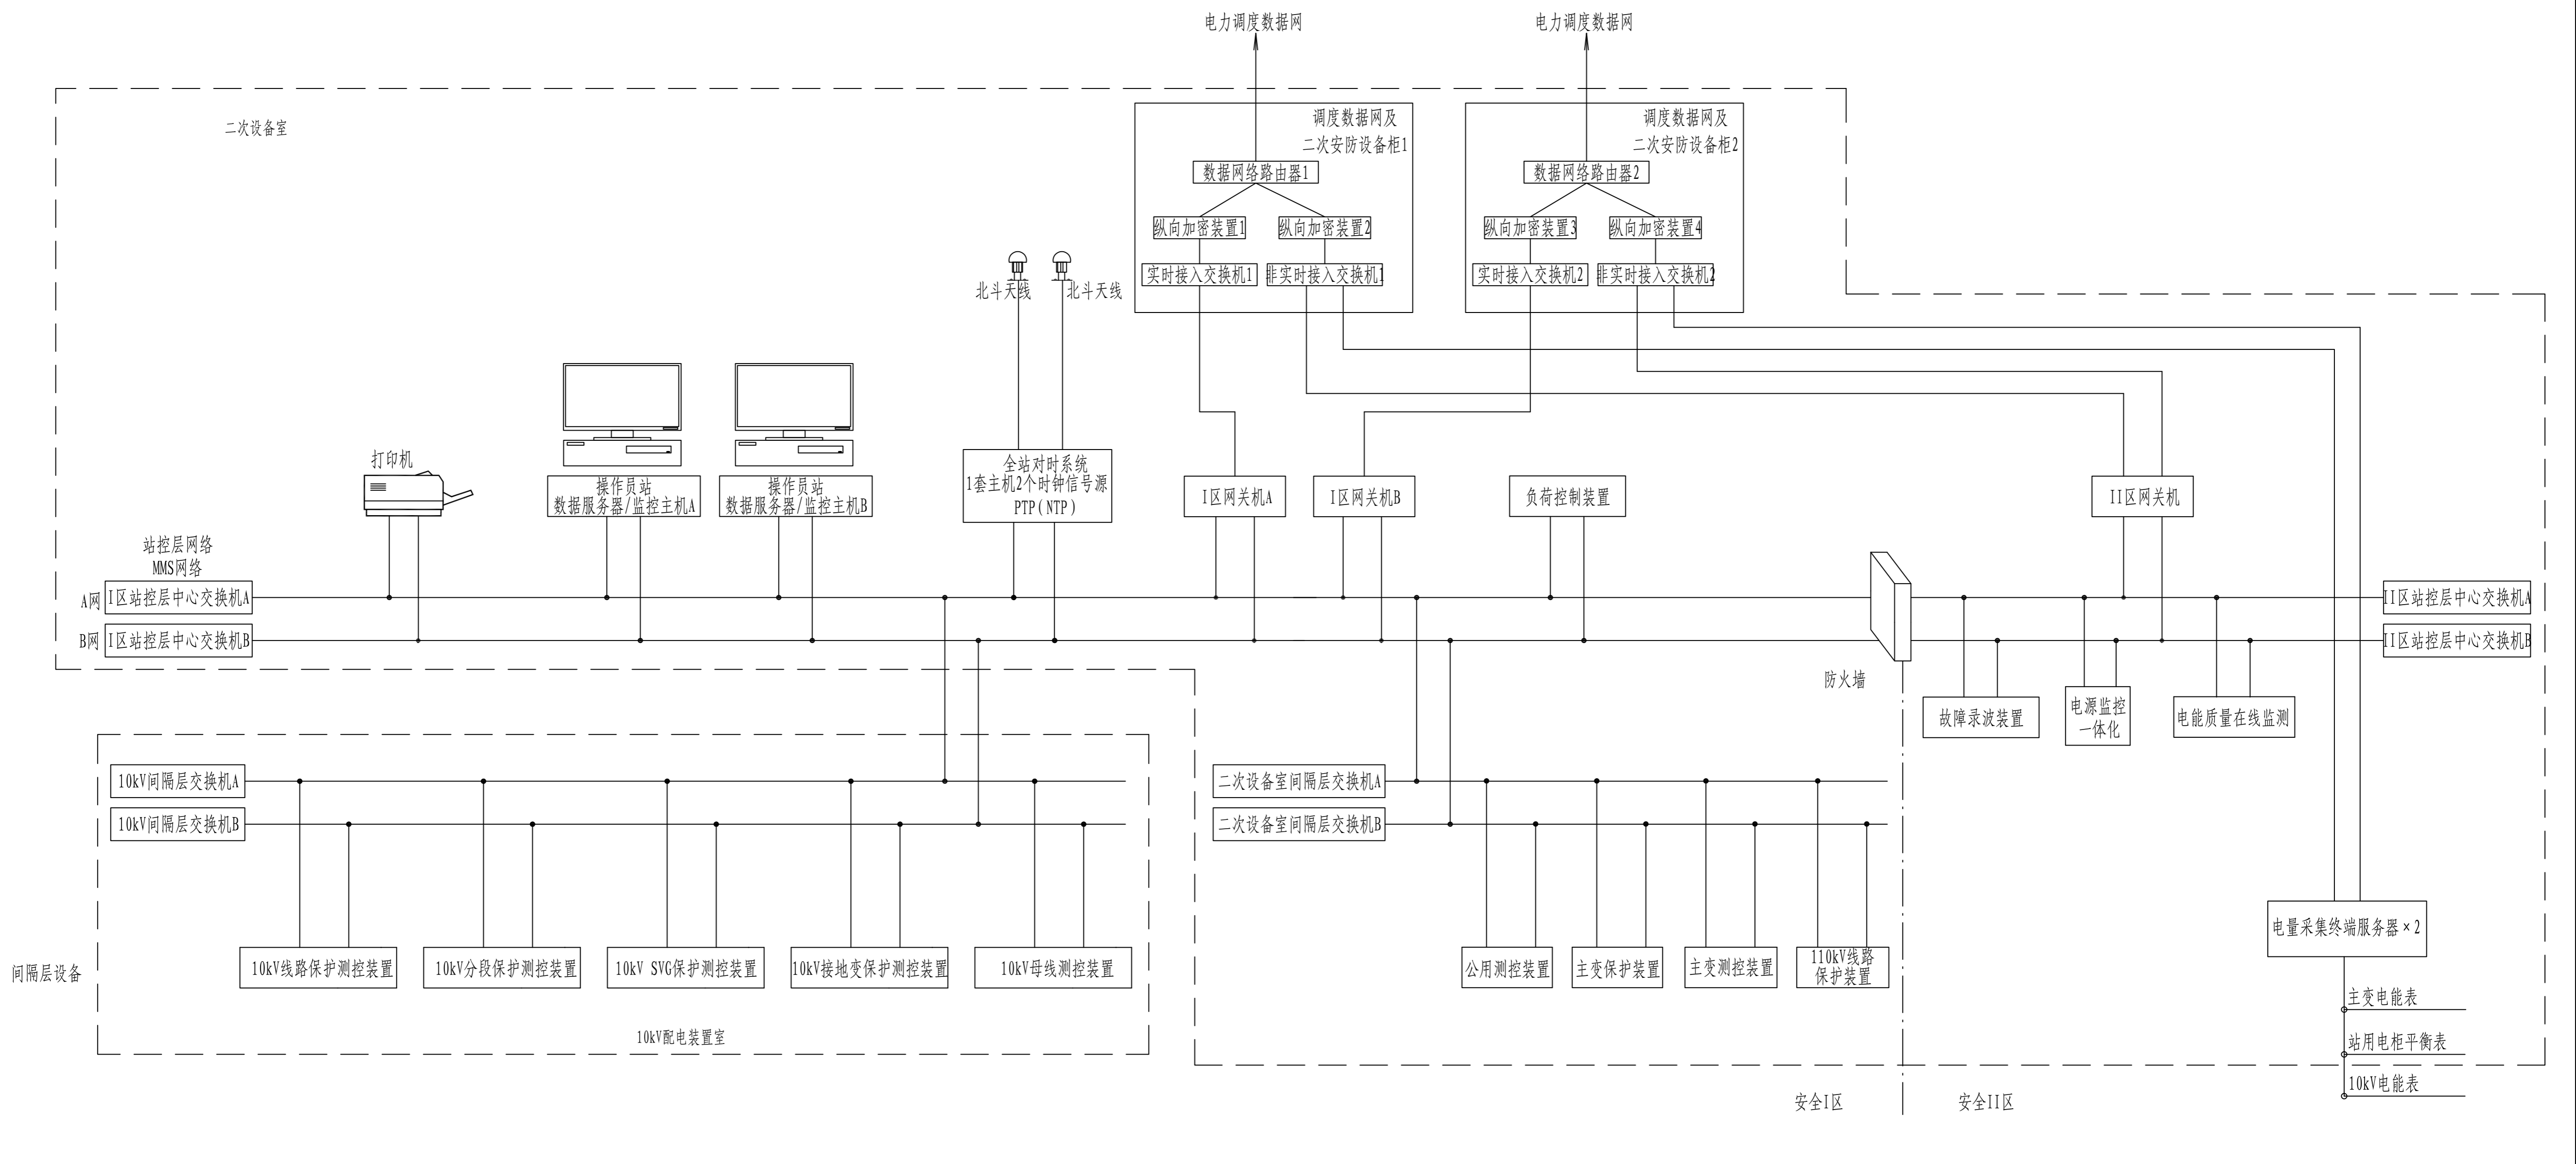 电力调度数据网
电力调度数据网
二次设备室
调度数据网及
二次安防设备柜1
调度数据网及
二次安防设备柜2
数据网络路由器1
数据网络路由器2
纵向加密装置1
纵向加密装置2
纵向加密装置3
纵向加密装置4
实时接入交换机1
非实时接入交换机1
实时接入交换机2
非实时接入交换机2
北斗天线
北斗天线
打印机
操作员站
数据服务器/监控主机A
操作员站
数据服务器/监控主机B
全站对时系统
1套主机2个时钟信号源
PTP(NTP)
I区网关机A
I区网关机B
负荷控制装置
II区网关机
站控层网络
MMS网络
A网
I区站控层中心交换机A
II区站控层中心交换机A
B网
I区站控层中心交换机B
II区站控层中心交换机B
防火墙
故障录波装置
电源监控
一体化
电能质量在线监测
10kV间隔层交换机A
10kV间隔层交换机B
二次设备室间隔层交换机A
二次设备室间隔层交换机B
间隔层设备
10kV线路保护测控装置
10kV分段保护测控装置
10kV SVG保护测控装置
10kV接地变保护测控装置
10kV母线测控装置
公用测控装置
主变保护装置
主变测控装置
110kV线路
保护装置
电量采集终端服务器×2
主变电能表
站用电柜平衡表
10kV电能表
10kV配电装置室
安全I区
安全II区